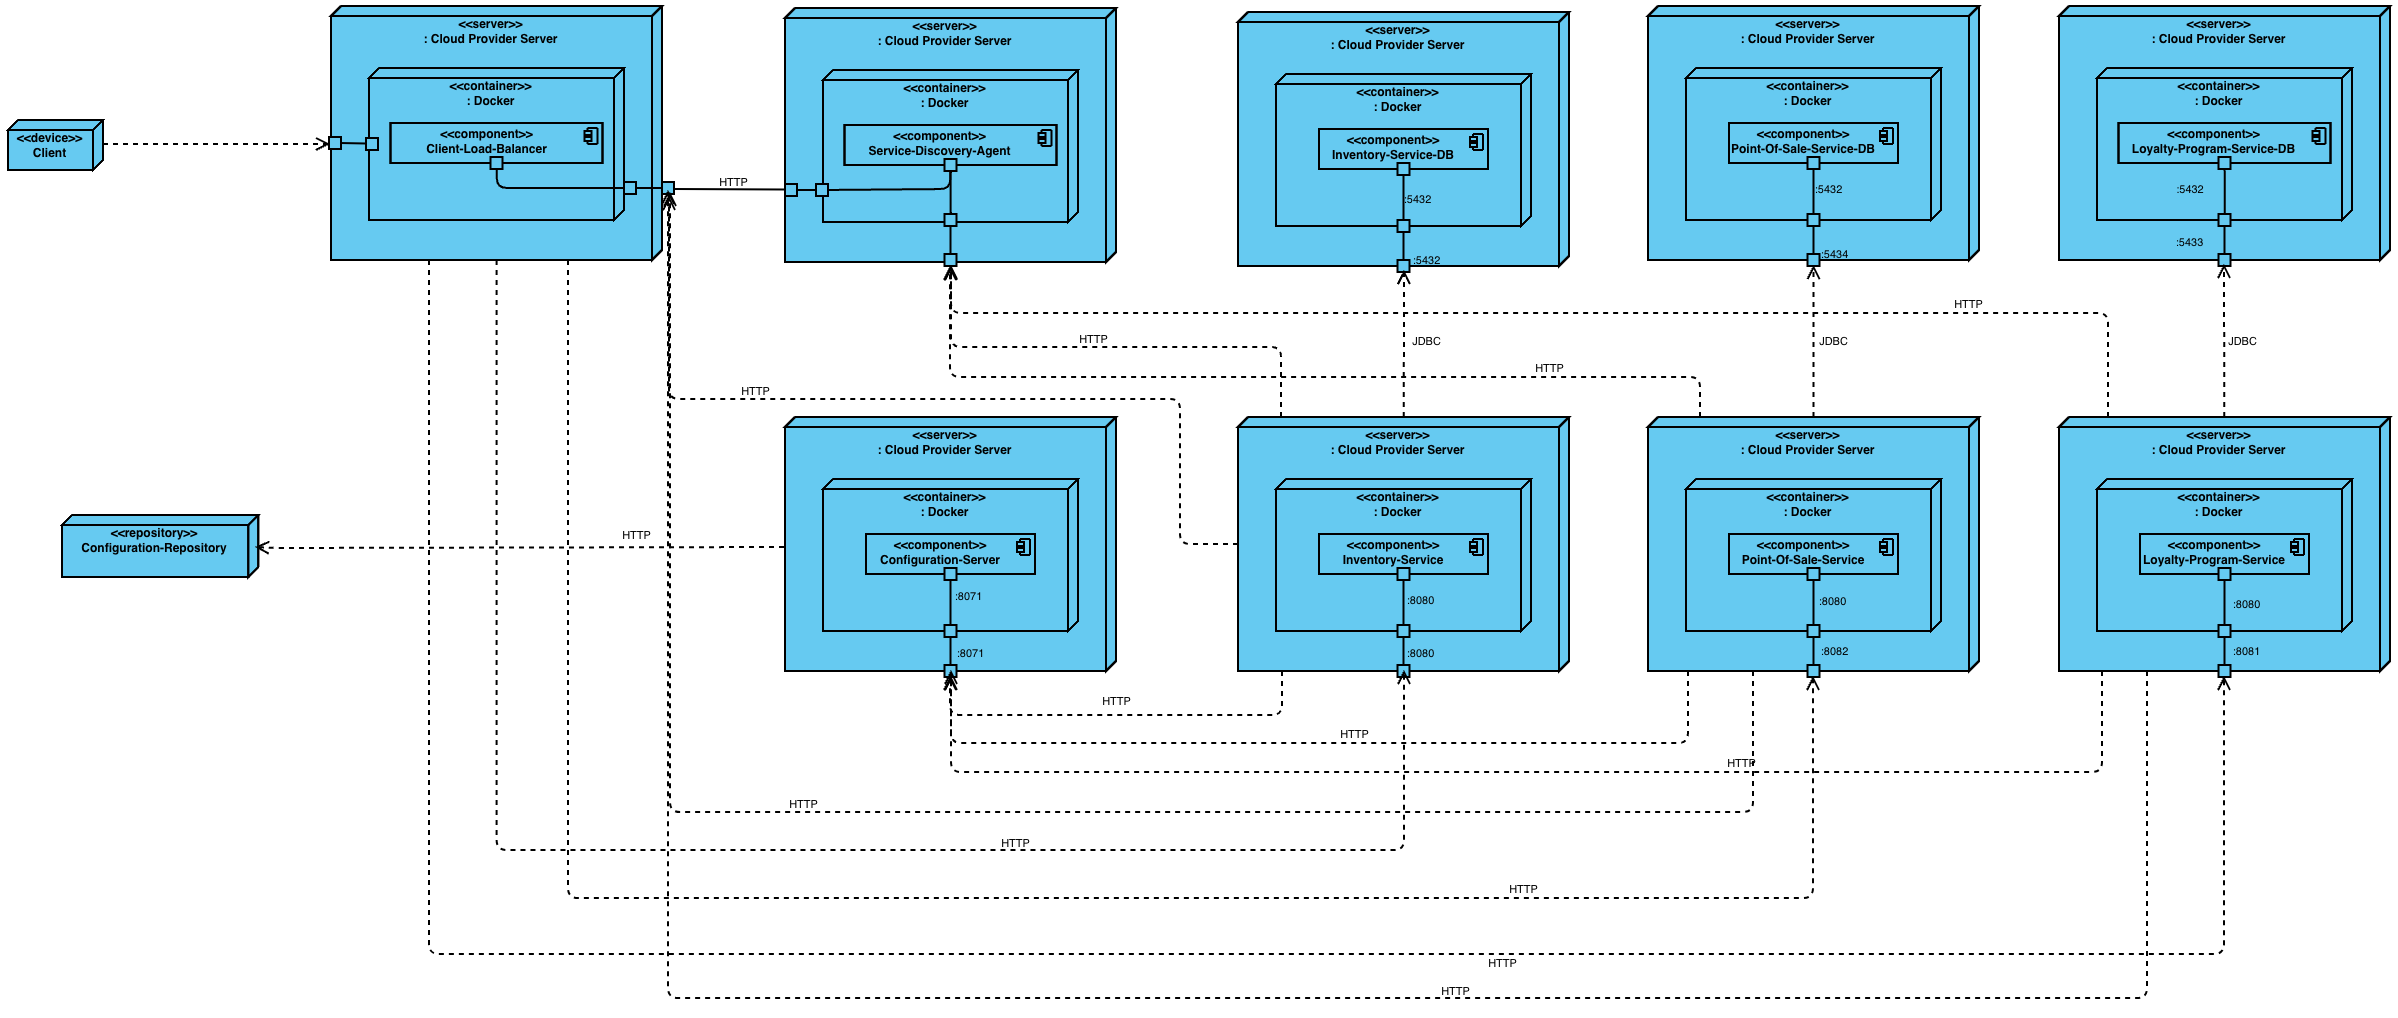 <<device>>
Client
<<server>>
: Cloud Provider Server
<<container>>
: Docker
<<component>>
Client-Load-Balancer
HTTP
<<server>>
: Cloud Provider Server
<<container>>
: Docker
<<component>>
Service-Discovery-Agent
<<server>>
: Cloud Provider Server
<<container>>
: Docker
<<component>>
Inventory-Service-DB
:5432
:5432
<<server>>
: Cloud Provider Server
<<container>>
: Docker
<<component>>
Point-Of-Sale-Service-DB
:5432
:5434
<<server>>
: Cloud Provider Server
<<container>>
: Docker
<<component>>
Loyalty-Program-Service-DB
:5432
:5433
HTTP
HTTP
JDBC
JDBC
JDBC
HTTP
HTTP
<<repository>>
Configuration-Repository
HTTP
<<server>>
: Cloud Provider Server
<<container>>
: Docker
<<component>>
Configuration-Server
:8071
:8071
<<server>>
: Cloud Provider Server
<<container>>
: Docker
<<component>>
Inventory-Service
:8080
:8080
<<server>>
: Cloud Provider Server
<<container>>
: Docker
<<component>>
Point-Of-Sale-Service
:8080
:8082
<<server>>
: Cloud Provider Server
<<container>>
: Docker
<<component>>
Loyalty-Program-Service
:8080
:8081
HTTP
HTTP
HTTP
HTTP
HTTP
HTTP
HTTP
HTTP